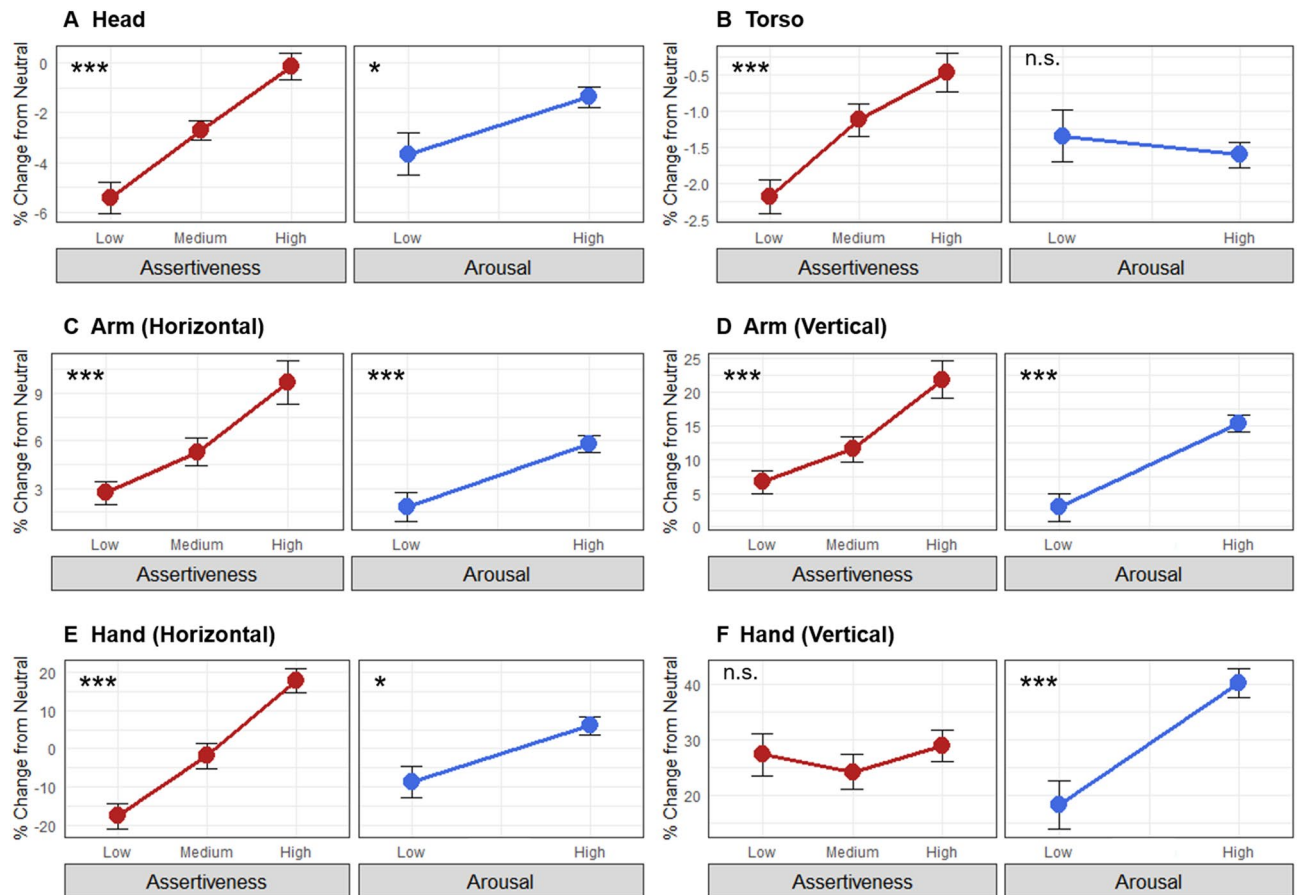 A Head
% Change from Neutral
0
-2
-4
-6
***
*
Low Medium High
Low High
Assertiveness
Arousal
B Torso
% Change from Neutral
-0.5
-1.0
-1.5
-2.0
-2.5
***
n.s.
Low Medium High
Low High
Assertiveness
Arousal
C Arm (Horizontal)
% Change from Neutral
9
6
3
***
***
Low Medium High
Low High
Assertiveness
Arousal
D Arm (Vertical)
% Change from Neutral
25
20
15
10
5
0
***
***
Low Medium High
Low High
Assertiveness
Arousal
E Hand (Horizontal)
% Change from Neutral
20
10
0
-10
-20
***
*
Low Medium High
Low High
Assertiveness
Arousal
F Hand (Vertical)
% Change from Neutral
40
30
20
n.s.
***
Low Medium High
Low High
Assertiveness
Arousal